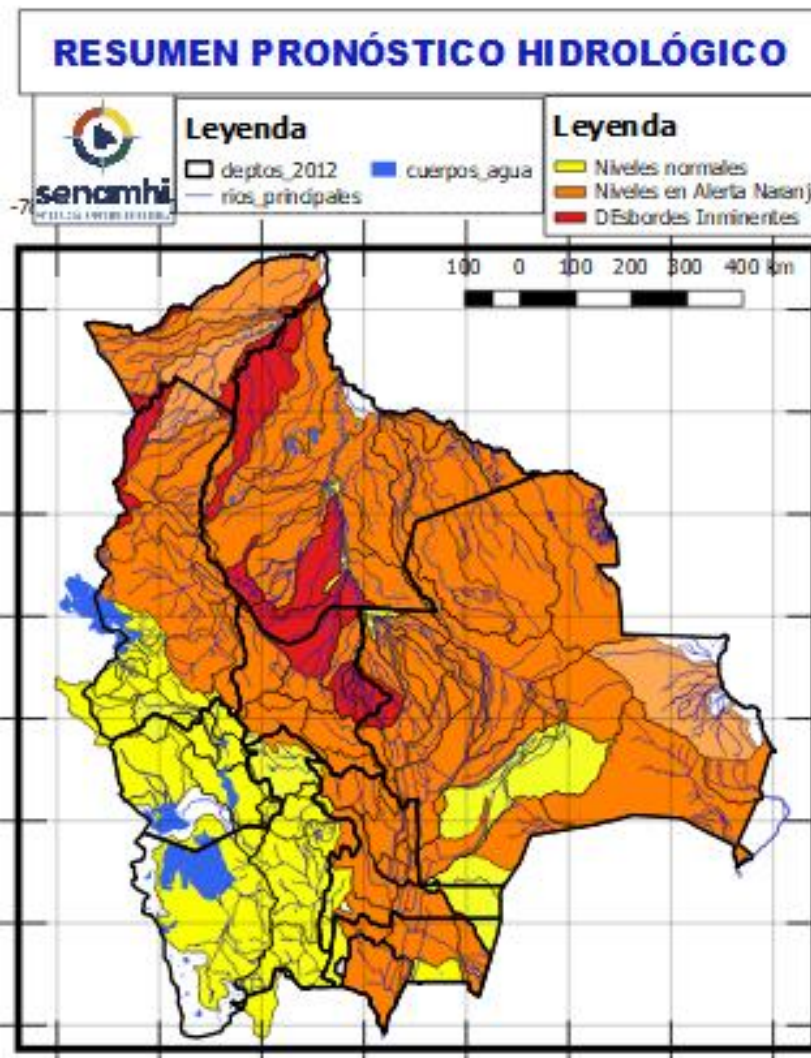 RESUMEN PRONÓSTICO HIDROLÓGICO
senamhi
Leyenda
deptos_2012
cuerpos_agua
rios_principales
Leyenda
Niveles normales
Niveles en Alerta Naranj
DEsbordes Inminentes
100 0 100 200 300 400 km